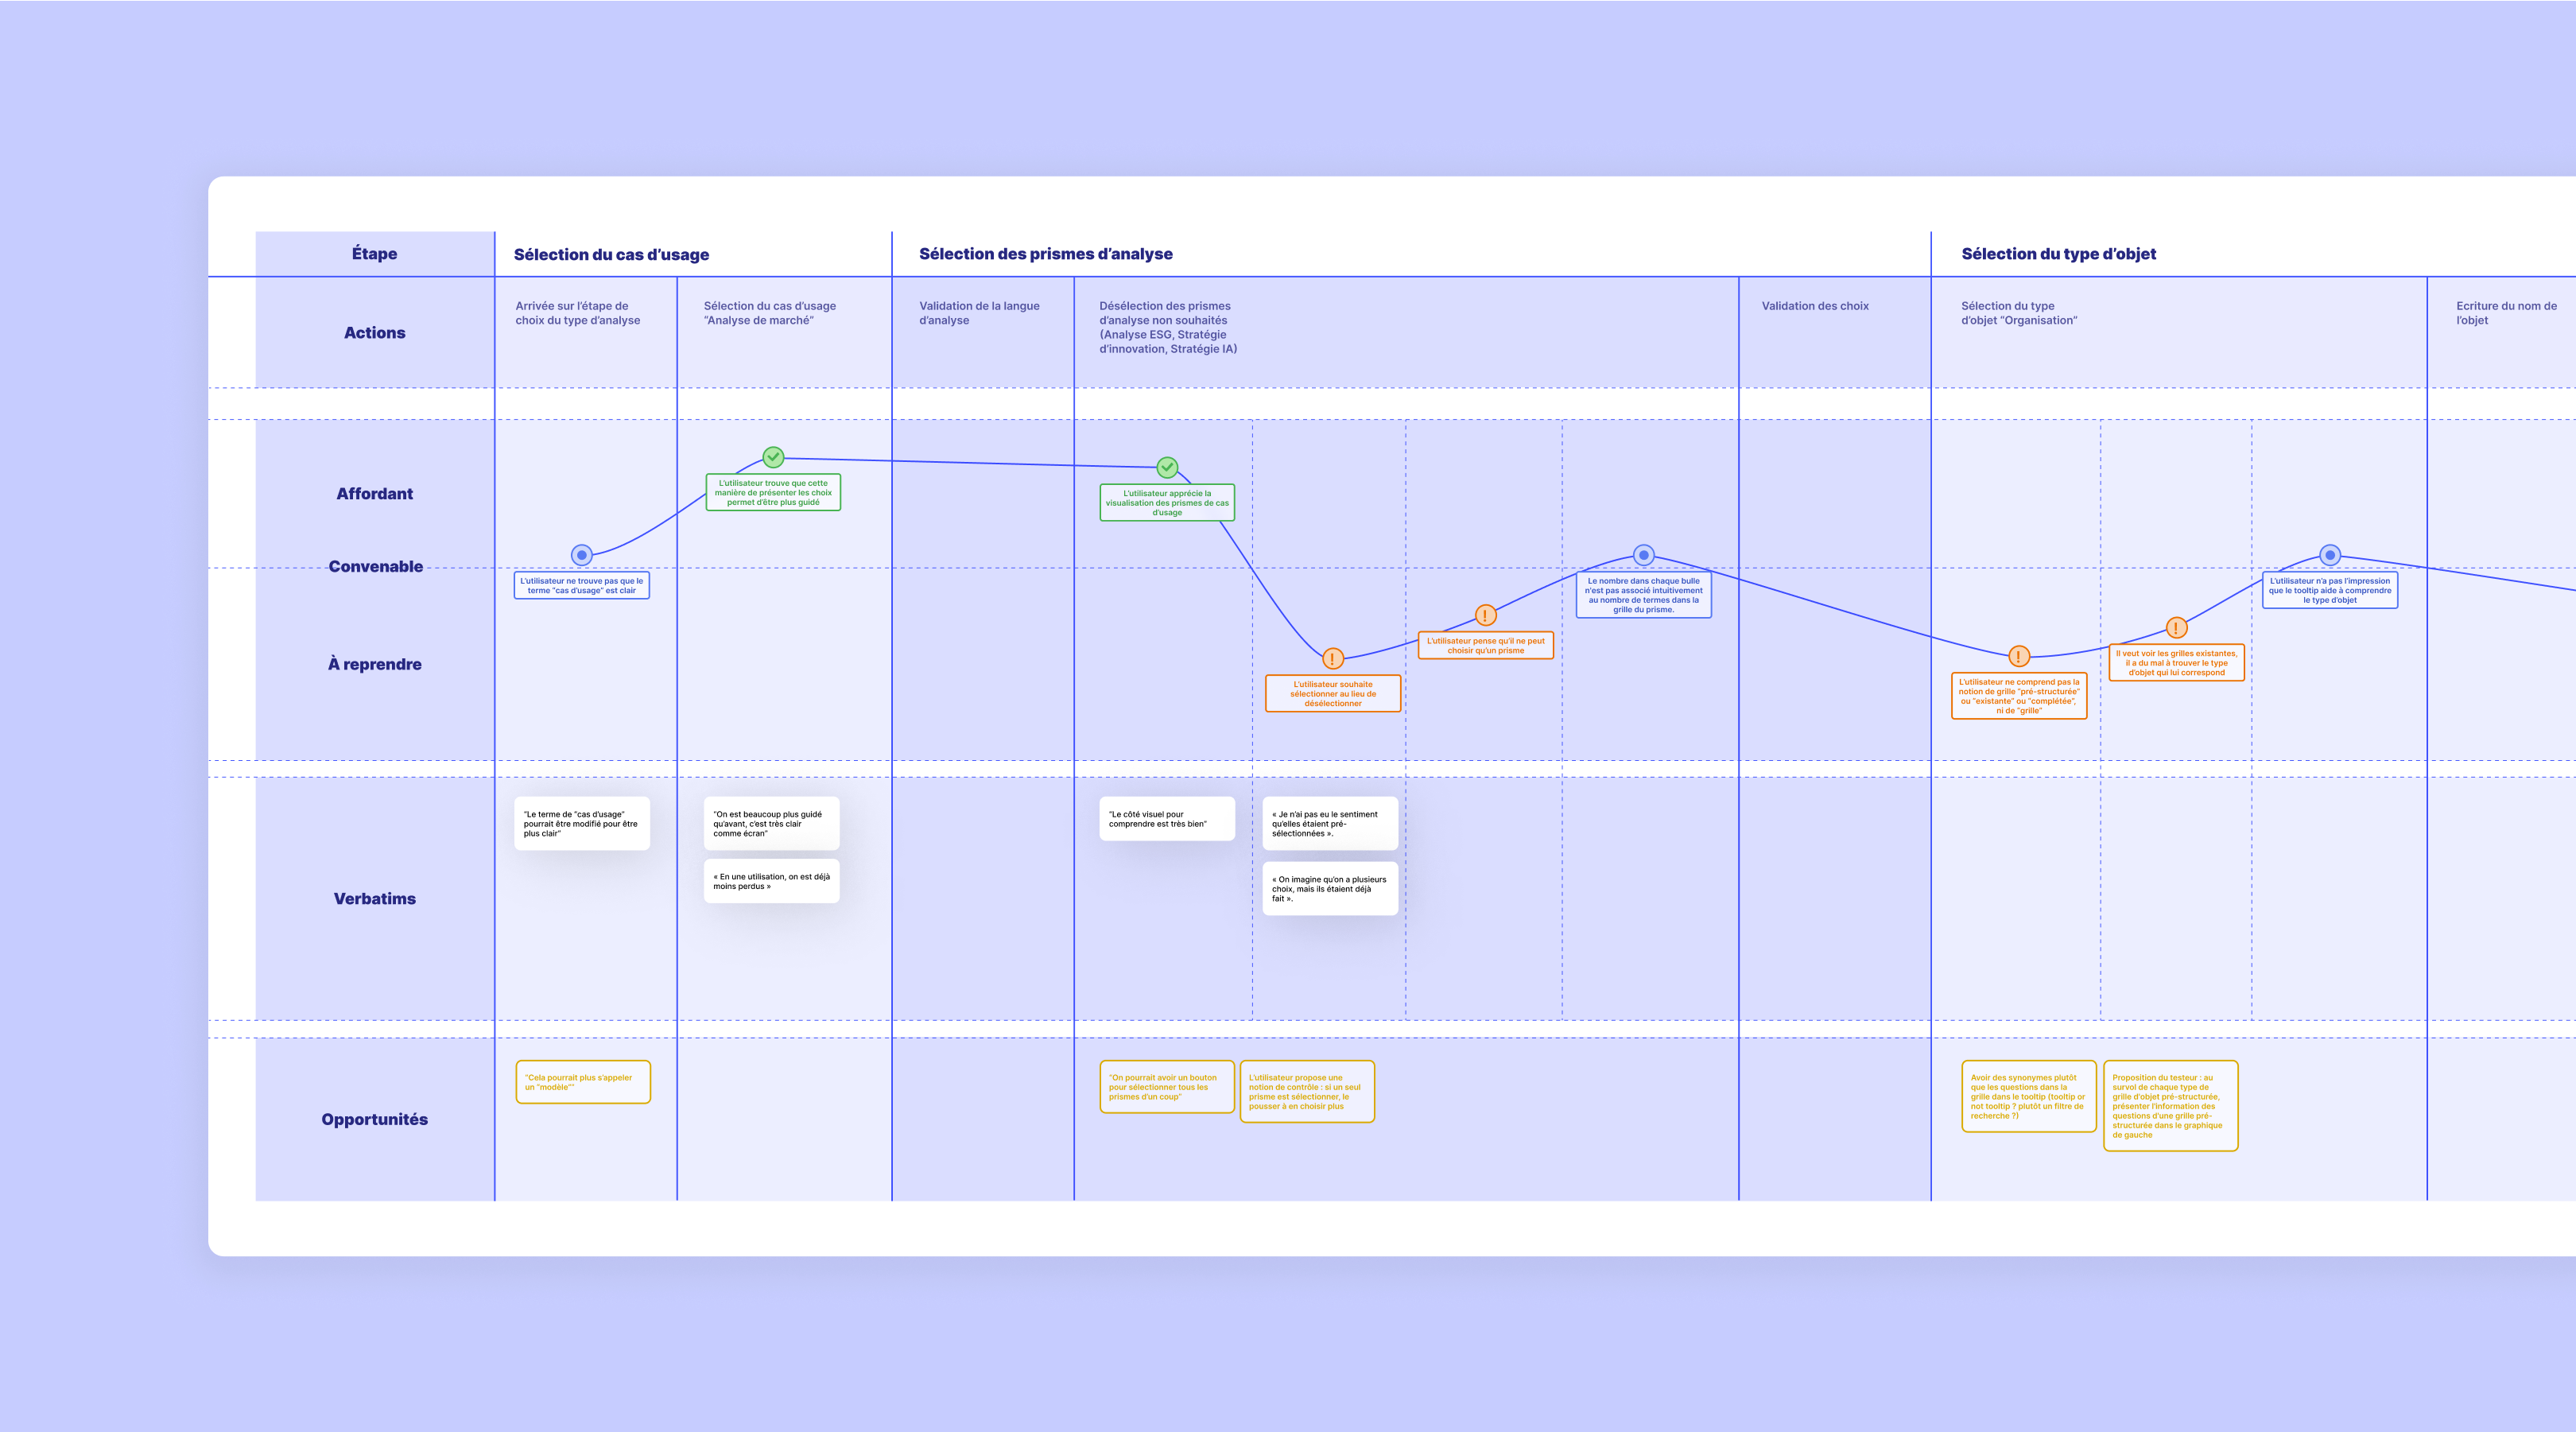 Étape
Sélection du cas d’usage
Sélection des prismes d’analyse
Sélection du type d’objet
Actions
Arrivée sur l’étape de
choix du type d’analyse
Sélection du cas d’usage
“Analyse de marché“
Validation de la langue
d’analyse
Désélection des prismes
d’analyse non souhaités
(Analyse ESG, Stratégie
d’innovation, Stratégie IA)
Validation des choix
Sélection du type
d’objet “Organisation”
Ecriture du nom de
l’objet
Affordant
Convenable
À reprendre
L’utilisateur ne trouve pas que le
terme “cas d’usage” est clair
L’utilisateur trouve que cette
manière de présenter les choix
permet d’être plus guidé
L’utilisateur apprécie la
visualisation des prismes de cas
d’usage
L’utilisateur souhaite
sélectionner au lieu de
désélectionner
L’utilisateur pense qu’il ne peut
choisir qu’un prisme
Le nombre dans chaque bulle
n'est pas associé intuitivement
au nombre de termes dans la
grille du prisme.
L’utilisateur ne comprend pas la
notion de grille “pré-structurée”
ou “existante” ou “complétée”,
ni de “grille”
Il veut voir les grilles existantes,
il a du mal à trouver le type
d’objet qui lui correspond
L’utilisateur n’a pas l’impression
que le tooltip aide à comprendre
le type d’objet
Verbatims
“Le terme de “cas d’usage”
pourrait être modifié pour être
plus clair”
“On est beaucoup plus guidé
qu’avant, c’est très clair
comme écran”
« En une utilisation, on est déjà
moins perdus »
“Le côté visuel pour
comprendre est très bien”
« Je n’ai pas eu le sentiment
qu’elles étaient pré-
sélectionnées ».
« On imagine qu’on a plusieurs
choix, mais ils étaient déjà
fait ».
Opportunités
“Cela pourrait plus s’appeler
un “modèle””
“On pourrait avoir un bouton
pour sélectionner tous les
prismes d’un coup”
L’utilisateur propose une
notion de contrôle : si un seul
prisme est sélectionner, le
pousser à en choisir plus
Avoir des synonymes plutôt
que les questions dans la
grille dans le tooltip (tooltip or
not tooltip ? plutôt un filtre de
recherche ?)
Proposition du testeur : au
survol de chaque type de
grille d'objet pré-structurée,
présenter l'information des
questions d'une grille pré-
structurée dans le graphique
de gauche